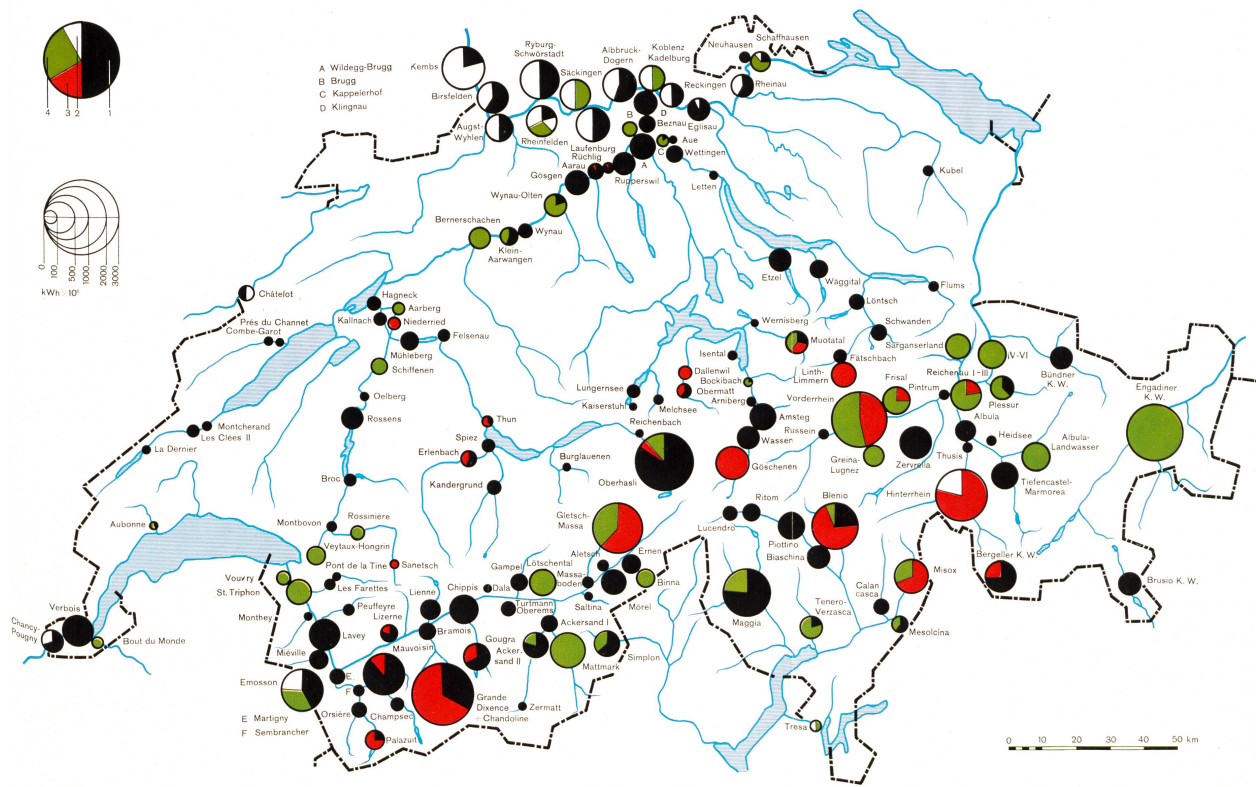 4 3 2 1
0
100
500
1000
2000
3000
kWh × 10⁶
A Wildegg-Brugg
B Brugg
C Kappelerhof
D Klingnau
Kembs
Birsfelden
Augst-
Wyhlen
Ryburg-
Schwörstadt
Säckingen
Rheinfelden
Laufenburg
Albbruck-
Dogern
Koblenz
Kadelburg
Reckingen
Neuhausen
Schaffhausen
Rheinau
Eglisau
D
B
Beznau
Aue
C
Wettingen
A
Rüchlig
Aarau
Rupperswil
Gösgen
Letten
Kubel
Wynau-Olten
Bernerschachen
Wynau
Klein-
Aarwangen
Etzel
Wäggital
Flums
Löntsch
Châtelot
Hagneck
Aarberg
Kallnach
Niederried
Felsenau
Mühleberg
Prés du Channet
Combe-Garot
Schiffenen
Wernisberg
Muotatal
Schwanden
Sarganserland
IV-VI
Bündner
K.W.
Isental
Fätschbach
Dallenwil
Bockibach
Linth-
Limmern
Reichenau I-III
Frisal
Pintrum
Plessur
Engadiner
K.W.
Lungernsee
Obermatt
Arniberg
Vorderrhein
Kaiserstuhl
Melchsee
Amsteg
Reichenbach
Wassen
Russein
Albula
Heidsee
Albula-
Landwasser
Oelberg
Rossens
Thun
Montcherand
Les Clées II
La Dernier
Spiez
Erlenbach
Burglauenen
Oberhasli
Göschenen
Greina-
Lugnez
Zervreila
Thusis
Tiefencastel-
Marmorea
Broc
Kandergrund
Hinterrhein
Ritom
Blenio
Lucendro
Piottino
Biaschina
Gletsch-
Massa
Aubonne
Montbovon
Rossinière
Veytaux-Hongrin
Aletsch
Ernen
Bergeller K.W.
Misox
Brusio K.W.
Pont de la Tine
Sanetsch
Gampel
Lötschental
Massa-
boden
Binna
Vouvry
St. Triphon
Les Farettes
Lienne
Chippis
Dala
Saltina
Mörel
Calan
casca
Verbois
Chancy-
Pougny
Bout du Monde
Monthey
Peuffeyre
Lizerne
Turtmann
Oberems
Ackersand I
Maggia
Tenero-
Verzasca
Mesolcina
Lavey
Bramois
Gougra
Acker-
sand II
Miéville
Mauvoisin
Mattmark
Simplon
Emosson
E
F
Grande
Dixence
+ Chandoline
Zermatt
Orsière
Champsec
E Martigny
F Sembrancher
Palazuit
Tresa
0 10 20 30 40 50 km